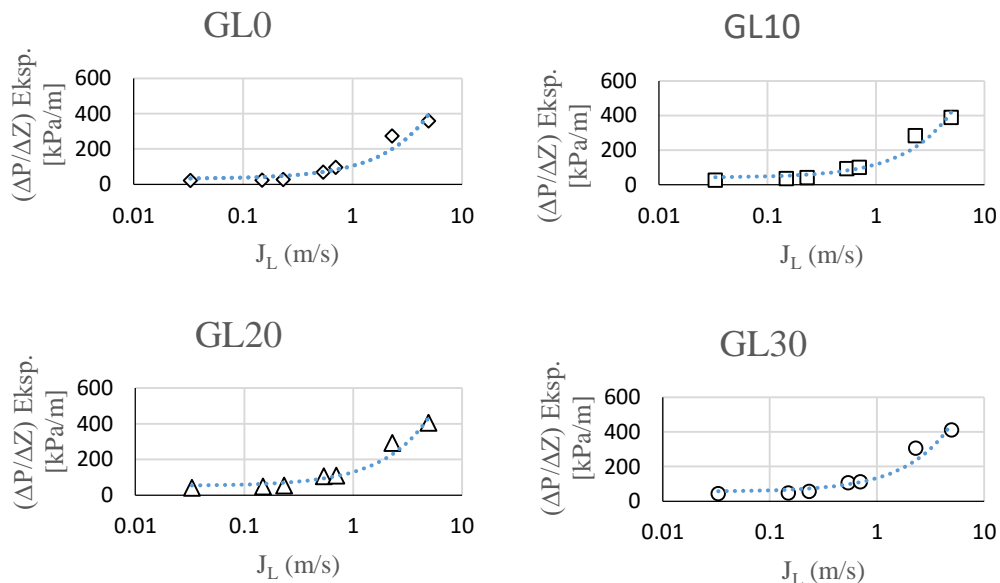 GL0
(ΔP/ΔZ) Eksp.
[kPa/m]
600
400
200
0
0.01 0.1 1 10
J_L (m/s)
GL10
(ΔP/ΔZ) Eksp.
[kPa/m]
600
400
200
0
0.01 0.1 1 10
J_L (m/s)
GL20
(ΔP/ΔZ) Eksp.
[kPa/m]
600
400
200
0
0.01 0.1 1 10
J_L (m/s)
GL30
(ΔP/ΔZ) Eksp.
[kPa/m]
600
400
200
0
0.01 0.1 1 10
J_L (m/s)